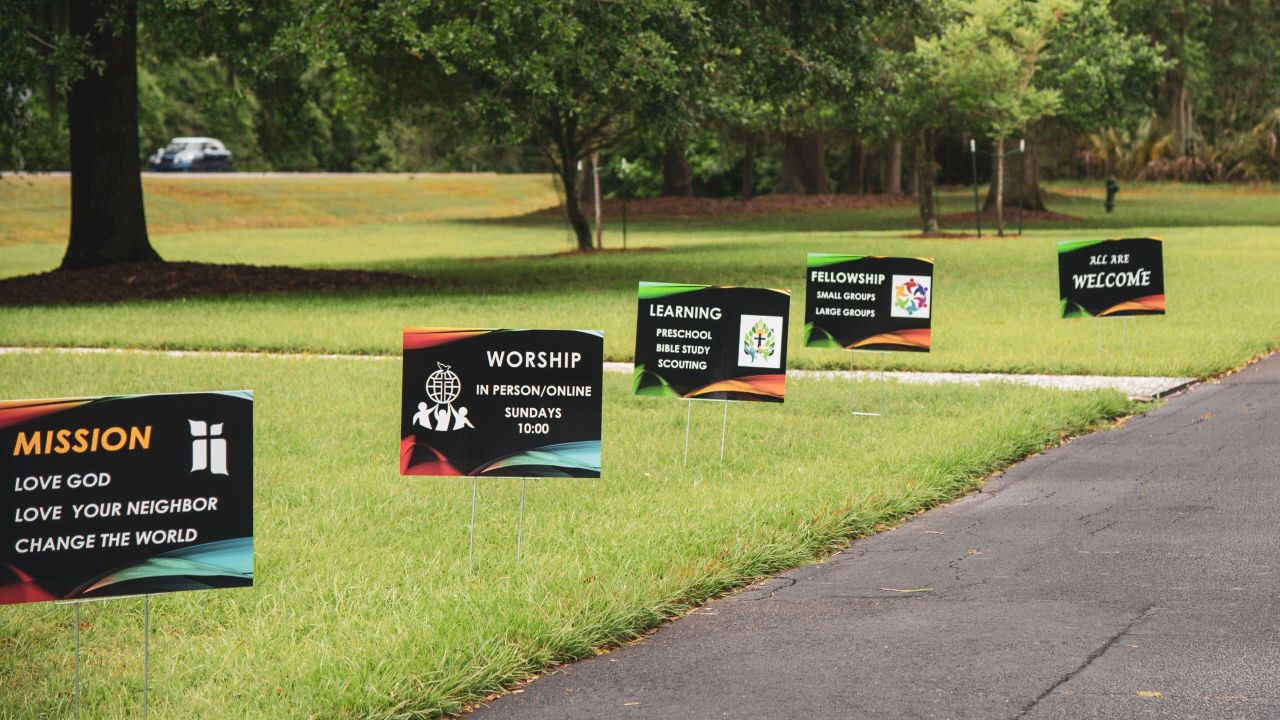 MISSION
LOVE GOD
LOVE YOUR NEIGHBOR
CHANGE THE WORLD
WORSHIP
IN PERSON/ONLINE
SUNDAYS
10:00
LEARNING
PRESCHOOL
BIBLE STUDY
SCOUTING
FELLOWSHIP
SMALL GROUPS
LARGE GROUPS
ALL ARE
WELCOME